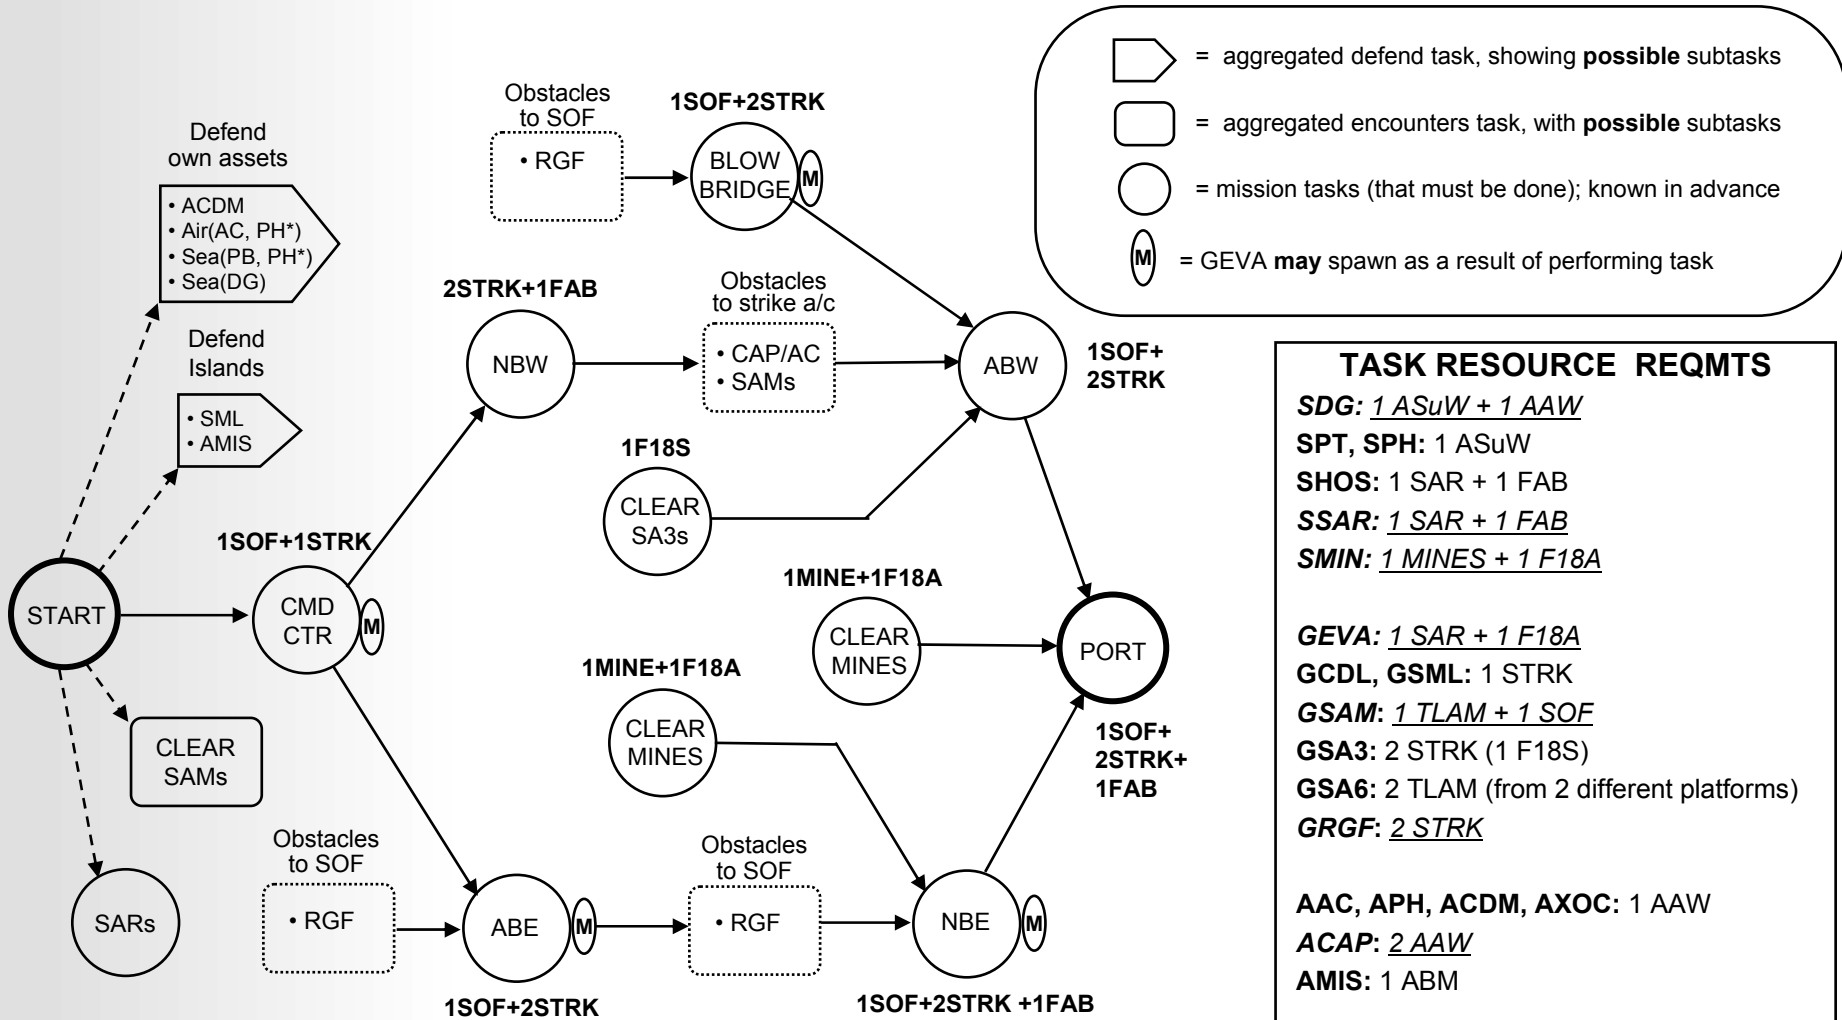 = aggregated defend task, showing possible subtasks
= aggregated encounters task, with possible subtasks
= mission tasks (that must be done); known in advance
M
= GEVA may spawn as a result of performing task
Defend
own assets
• ACDM
• Air(AC, PH*)
• Sea(PB, PH*)
• Sea(DG)
Defend
Islands
• SML
• AMIS
START
1SOF+1STRK
CMD
CTR
M
CLEAR
SAMs
SARs
Obstacles
to SOF
• RGF
1SOF+2STRK
BLOW
BRIDGE
M
2STRK+1FAB
NBW
Obstacles
to strike a/c
• CAP/AC
• SAMs
ABW
1SOF+
2STRK
1F18S
CLEAR
SA3s
1MINE+1F18A
CLEAR
MINES
PORT
1SOF+
2STRK+
1FAB
1MINE+1F18A
CLEAR
MINES
Obstacles
to SOF
• RGF
ABE
M
1SOF+2STRK
Obstacles
to SOF
• RGF
NBE
M
1SOF+2STRK +1FAB
TASK RESOURCE REQMTS
SDG: 1 ASuW + 1 AAW
SPT, SPH: 1 ASuW
SHOS: 1 SAR + 1 FAB
SSAR: 1 SAR + 1 FAB
SMIN: 1 MINES + 1 F18A
GEVA: 1 SAR + 1 F18A
GCDL, GSML: 1 STRK
GSAM: 1 TLAM + 1 SOF
GSA3: 2 STRK (1 F18S)
GSA6: 2 TLAM (from 2 different platforms)
GRGF: 2 STRK
AAC, APH, ACDM, AXOC: 1 AAW
ACAP: 2 AAW
AMIS: 1 ABM